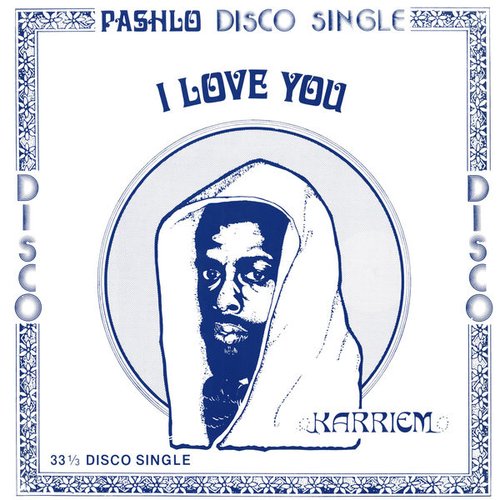 PASHLO DISCO SINGLE
I LOVE YOU
DISCO
DISCO
KARRIEM
33 1/3 DISCO SINGLE